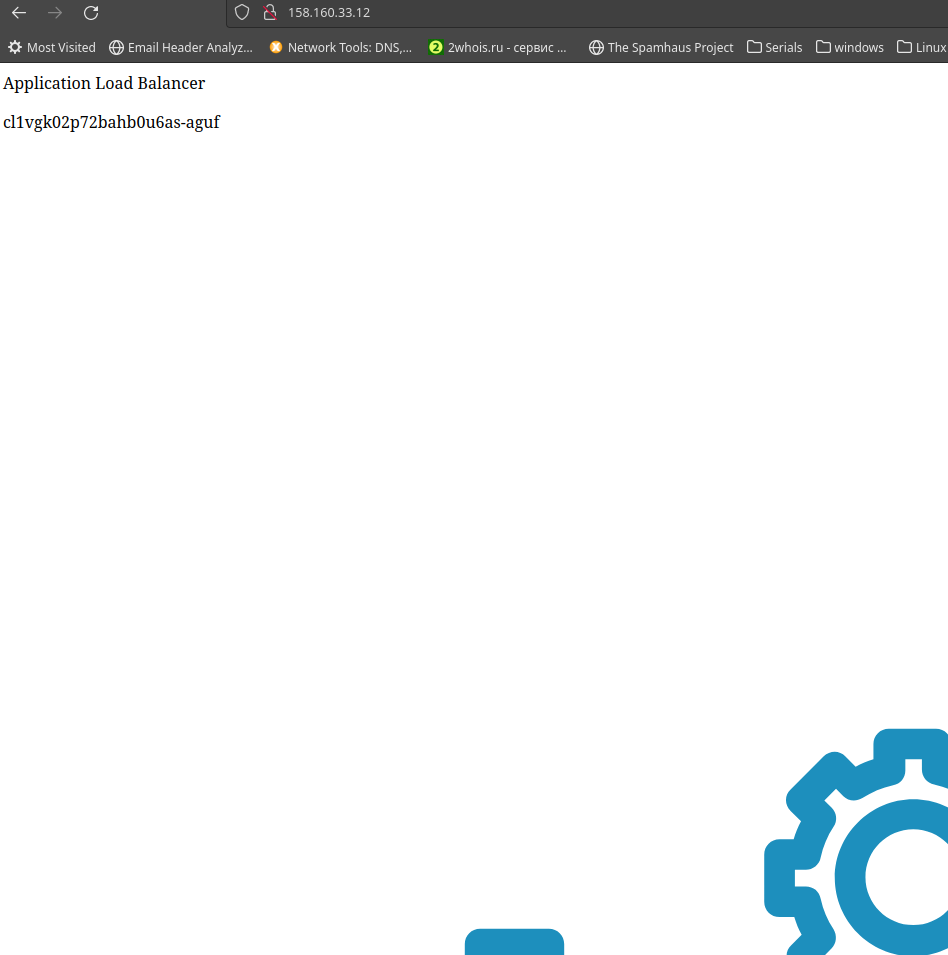 158.160.33.12
Most Visited Email Header Analyz... Network Tools: DNS,... 2 2whois.ru - сервис ... The Spamhaus Project Serials windows Linux
Application Load Balancer
cl1vgk02p72bahb0u6as-aguf